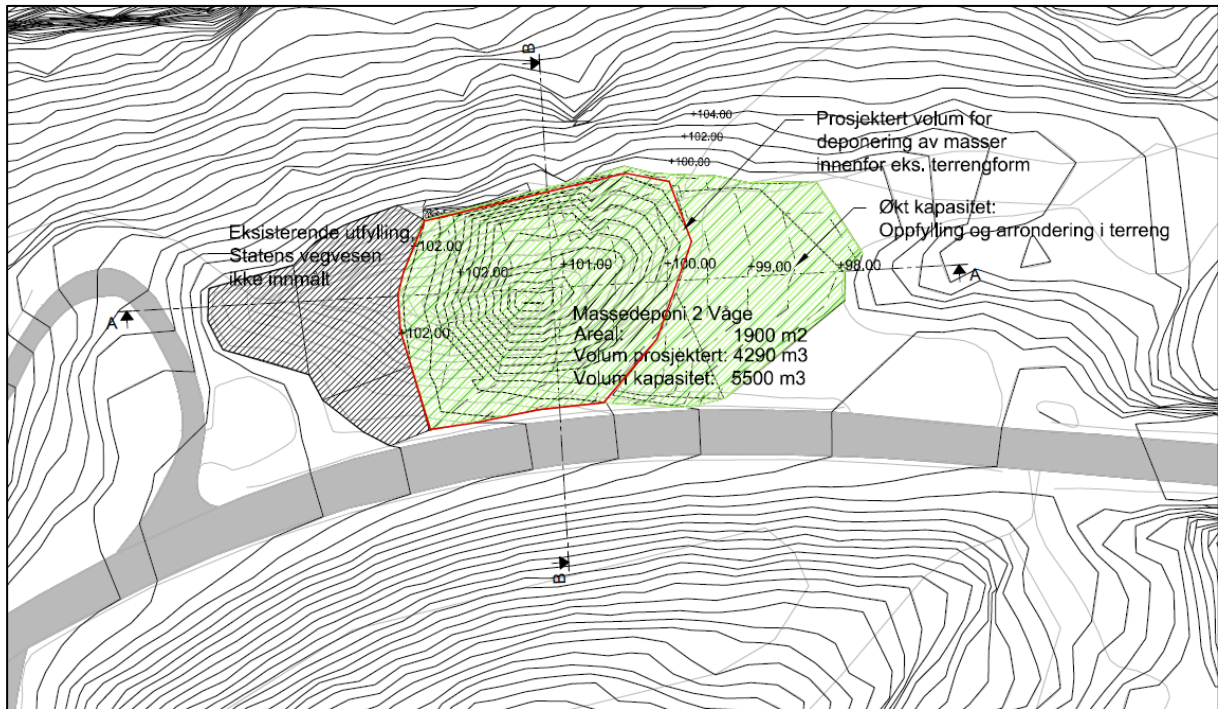 B
+104.00
+102.00
+100.00
Prosjektert volum for
deponering av masser
innenfor eks. terrengform
Økt kapasitet:
Oppfylling og arrondering i terreng
Eksisterende utfylling,
Statens vegvesen
ikke innmålt
+102.00
+102.00
+101.00
+100.00
+99.00
+98.00
A
A
+102.00
Massedeponi 2 Våge
Areal: 1900 m2
Volum prosjektert: 4290 m3
Volum kapasitet: 5500 m3
B